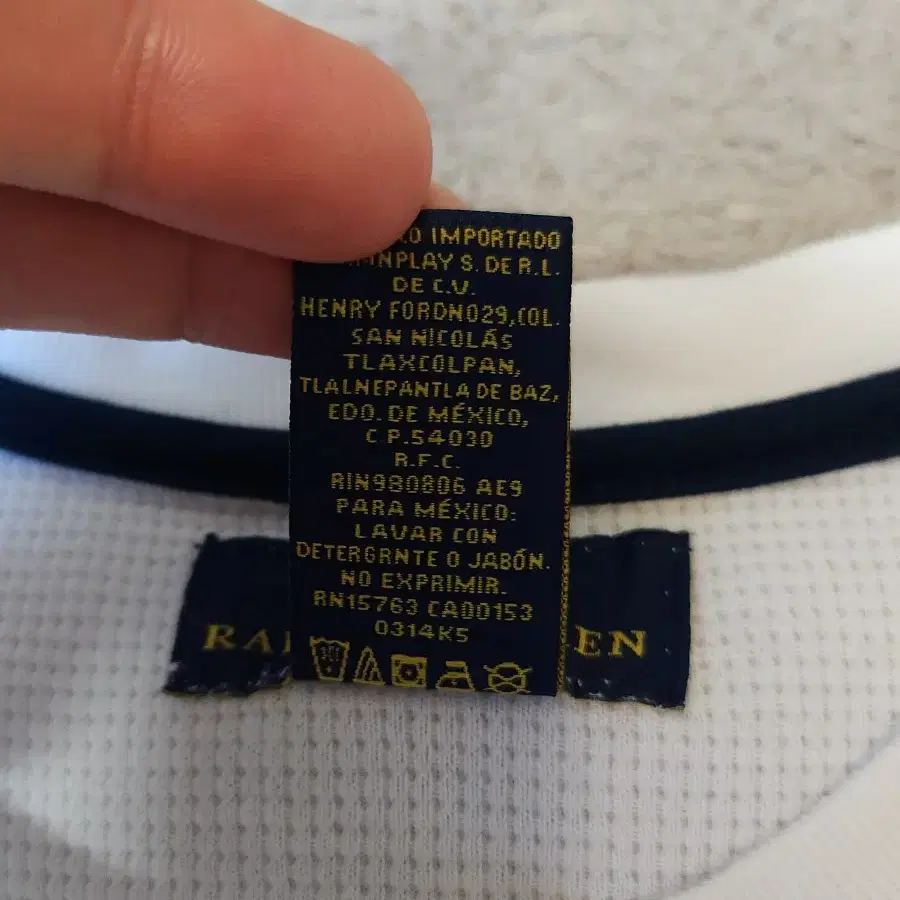 IMPORTADO
S. DE R.L.
DE C.V.
HENRY FORDNO29,COL.
SAN NICOLÁS
TLAXCOLPAN,
TLALNEPANTLA DE BAZ,
EDO. DE MÉXICO,
C.P.54030
R.F.C.
RIN980806 AE9
PARA MÉXICO:
LAVAR CON
DETERGRNTE O JABÓN.
NO EXPRIMIR.
RN15763 CA00153
0314K5